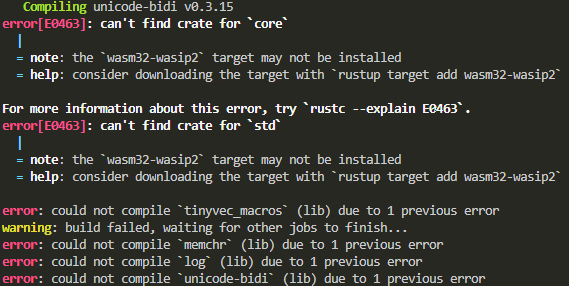 Compiling unicode-bidi v0.3.15
error[E0463]: can't find crate for `core`
|
= note: the `wasm32-wasip2` target may not be installed
= help: consider downloading the target with `rustup target add wasm32-wasip2`
For more information about this error, try `rustc --explain E0463`.
error[E0463]: can't find crate for `std`
|
= note: the `wasm32-wasip2` target may not be installed
= help: consider downloading the target with `rustup target add wasm32-wasip2`
error: could not compile `tinyvec_macros` (lib) due to 1 previous error
warning: build failed, waiting for other jobs to finish...
error: could not compile `memchr` (lib) due to 1 previous error
error: could not compile `log` (lib) due to 1 previous error
error: could not compile `unicode-bidi` (lib) due to 1 previous error